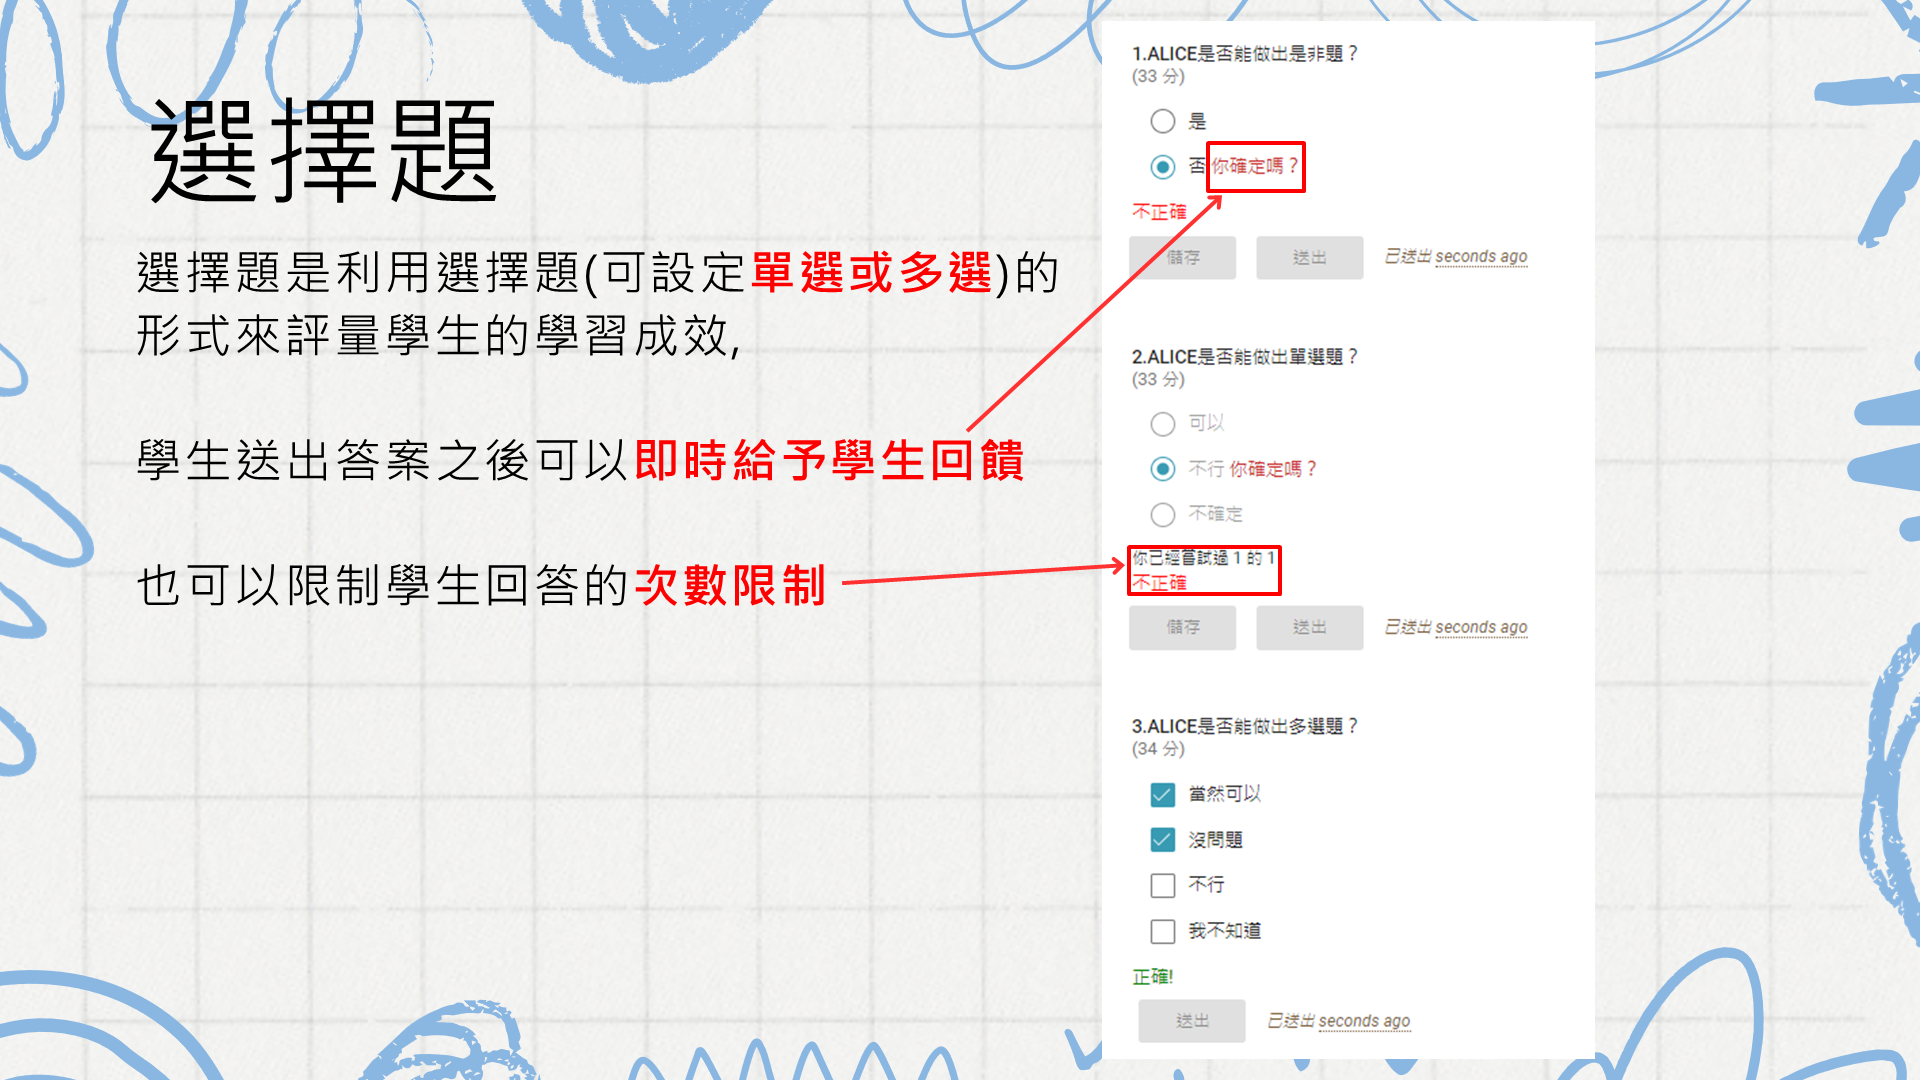 選擇題
選擇題是利用選擇題(可設定單選或多選)的
形式來評量學生的學習成效,
學生送出答案之後可以即時給予學生回饋
也可以限制學生回答的次數限制
1.ALICE是否能做出是非題？
(33 分)
是
否 你確定嗎？
不正確
儲存 送出 已送出 seconds ago
2.ALICE是否能做出單選題？
(33 分)
可以
不行 你確定嗎？
不確定
你已經嘗試過 1 的 1
不正確
儲存 送出 已送出 seconds ago
3.ALICE是否能做出多選題？
(34 分)
當然可以
沒問題
不行
我不知道
正確!
送出 已送出 seconds ago